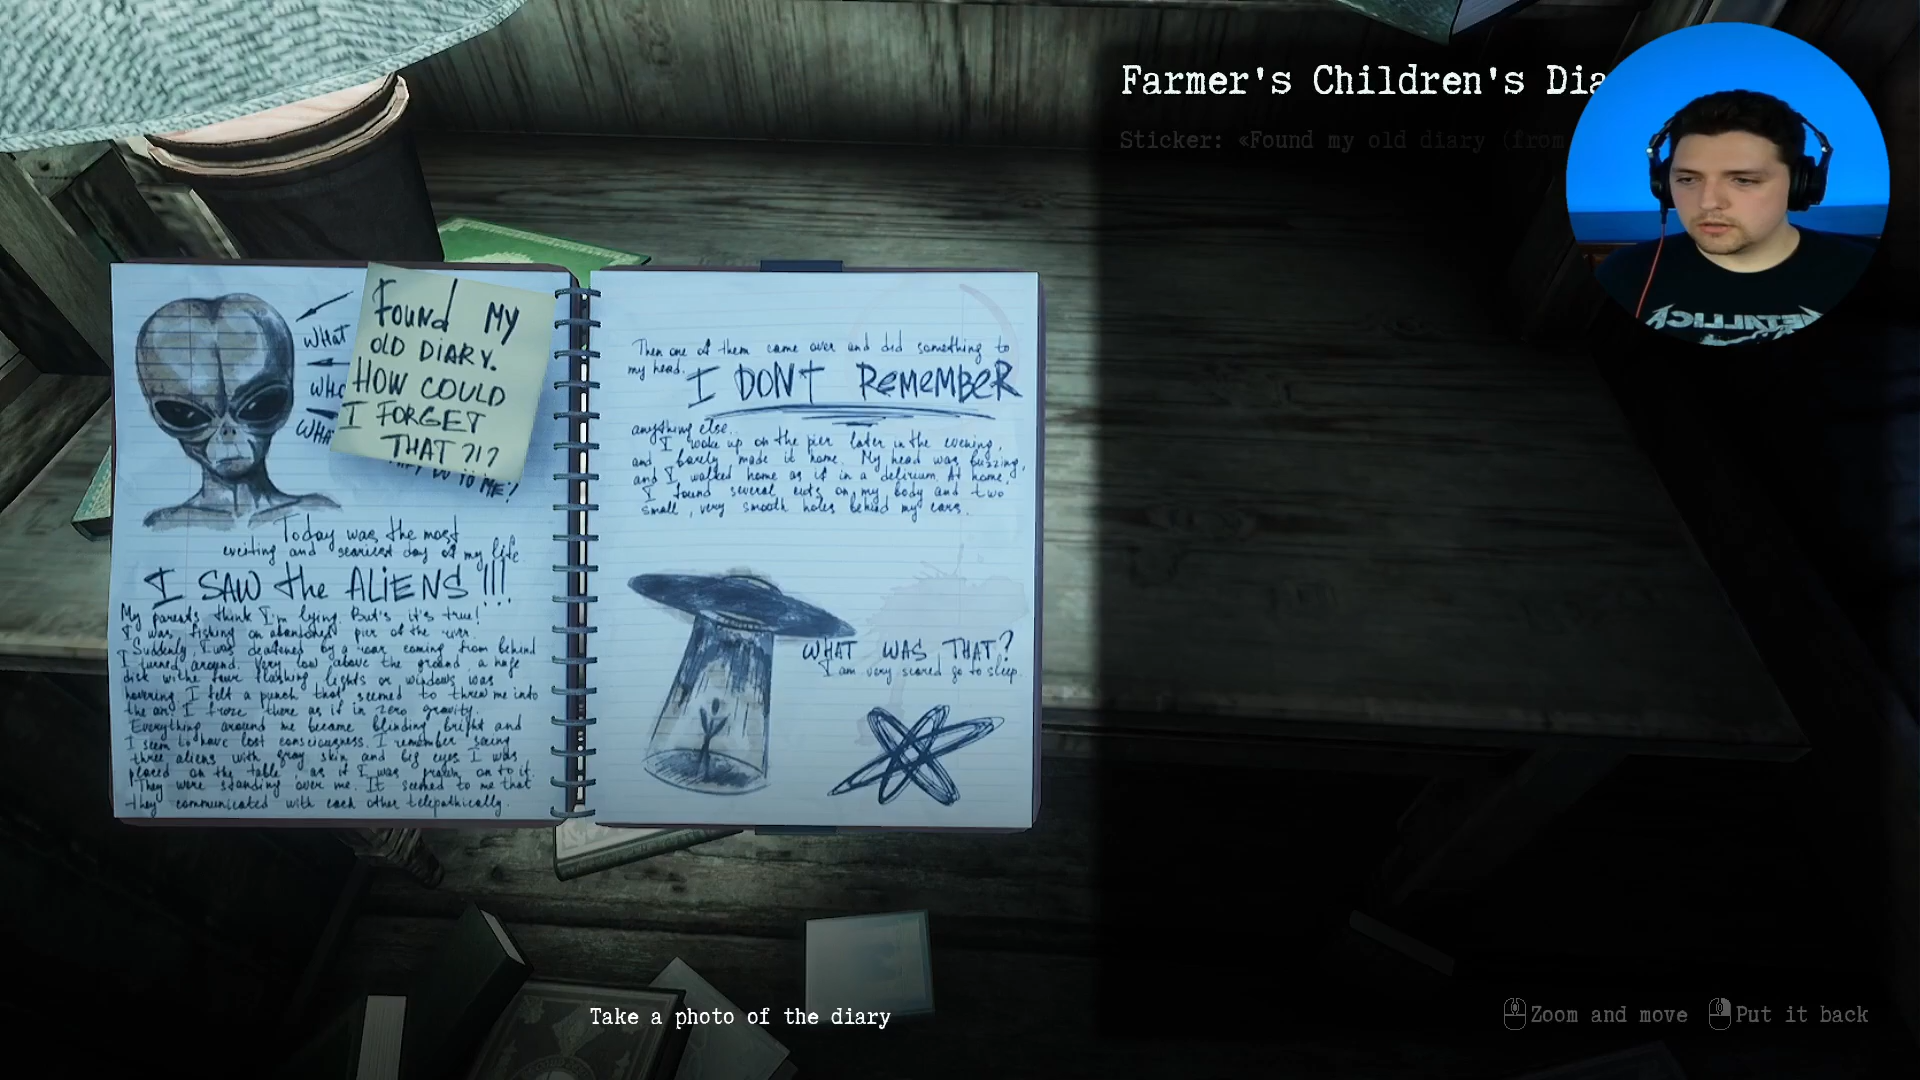 Farmer's Children's Dia
Sticker: «Found my old diary (from
METALLICA
FOUND MY
OLD DIARY.
HOW COULD
I FORGET
THAT?!?
WHAT
WHO
WHA
THEY DO TO ME?
Today was the most
exciting and scariest day of my life
I SAW the ALIENS!!!
My parents think I'm lying. But's it's true!
I was fishing on abandoned pier of the river.
Suddenly, I was deafened by a roar coming from behind
I turned around. Very low above the ground a huge
disk withe four flashing lights or windows was
hovering. I felt a punch that seemed to threw me into
the air. I froze there as if in zero gravity.
Everything around me became blinding bright and
I seem to have lost consciousness. I remember seeing
three aliens with gray skin and big eyes. I was
placed on the table, as if I was on to it.
They were standing over me. It seemed to me that
they communicated with each other telepathically.
Then one of them came over and did something to
my head. I DON'T REMEMBER
anything else..
I woke up on the pier later in the evening,
and barely made it home. My head was buzzing,
and I walked home as if in a delirium. At home,
I found several cuts on my body and two
small, very smooth holes behind my ears.
WHAT WAS THAT?
I am very scared go to sleep
Take a photo of the diary
Zoom and move
Put it back